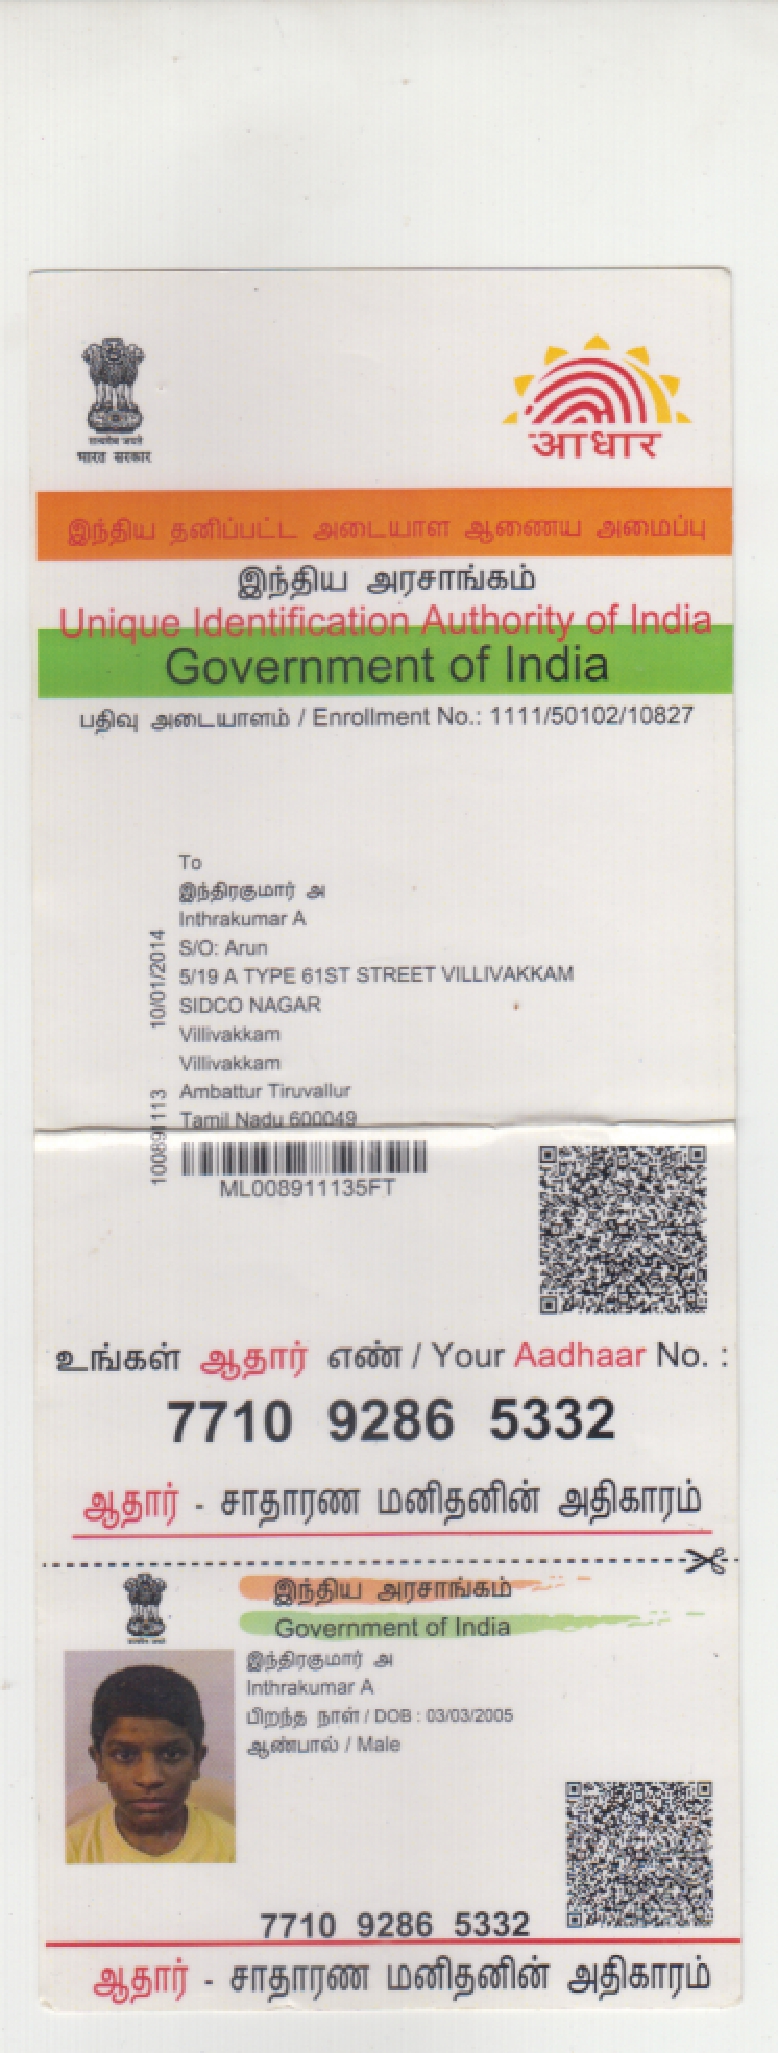 सत्यमेव जयते
भारत सरकार
आधार
இந்திய தனிப்பட்ட அடையாள ஆணைய அமைப்பு
இந்திய அரசாங்கம்
Unique Identification Authority of India
Government of India
பதிவு அடையாளம் / Enrollment No.: 1111/50102/10827
To
இந்திரகுமார் அ
Inthrakumar A
S/O: Arun
5/19 A TYPE 61ST STREET VILLIVAKKAM
SIDCO NAGAR
Villivakkam
Villivakkam
Ambattur Tiruvallur
Tamil Nadu 600049
10/01/2014
100891113
ML008911135FT
உங்கள் ஆதார் எண் / Your Aadhaar No. :
7710 9286 5332
ஆதார் - சாதாரண மனிதனின் அதிகாரம்
இந்திய அரசாங்கம்
Government of India
இந்திரகுமார் அ
Inthrakumar A
பிறந்த நாள் / DOB : 03/03/2005
ஆண்பால் / Male
7710 9286 5332
ஆதார் - சாதாரண மனிதனின் அதிகாரம்